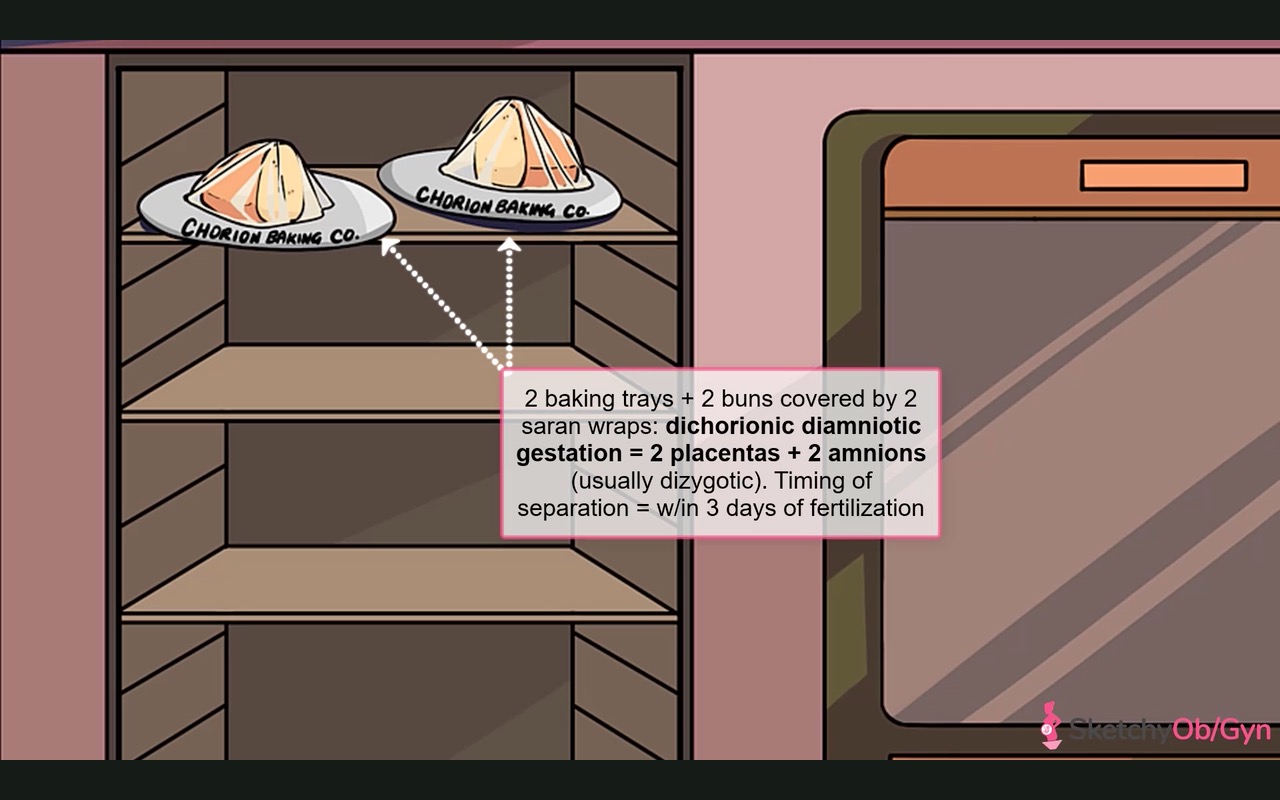 CHORION BAKING CO.
CHORION BAKING CO.
2 baking trays + 2 buns covered by 2
saran wraps: dichorionic diamniotic
gestation = 2 placentas + 2 amnions
(usually dizygotic). Timing of
separation = w/in 3 days of fertilization
SketchyOb/Gyn